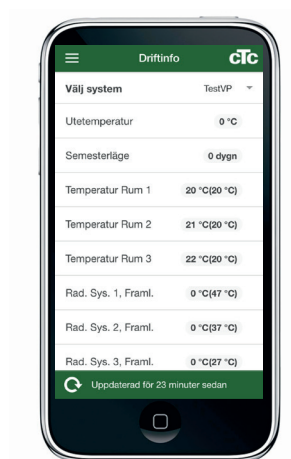 Driftinfo CTC
Välj system TestVP
Utetemperatur 0 °C
Semesterläge 0 dygn
Temperatur Rum 1 20 °C(20 °C)
Temperatur Rum 2 21 °C(20 °C)
Temperatur Rum 3 22 °C(20 °C)
Rad. Sys. 1, Framl. 0 °C(47 °C)
Rad. Sys. 2, Framl. 0 °C(37 °C)
Rad. Sys. 3, Framl. 0 °C(27 °C)
Uppdaterad för 23 minuter sedan